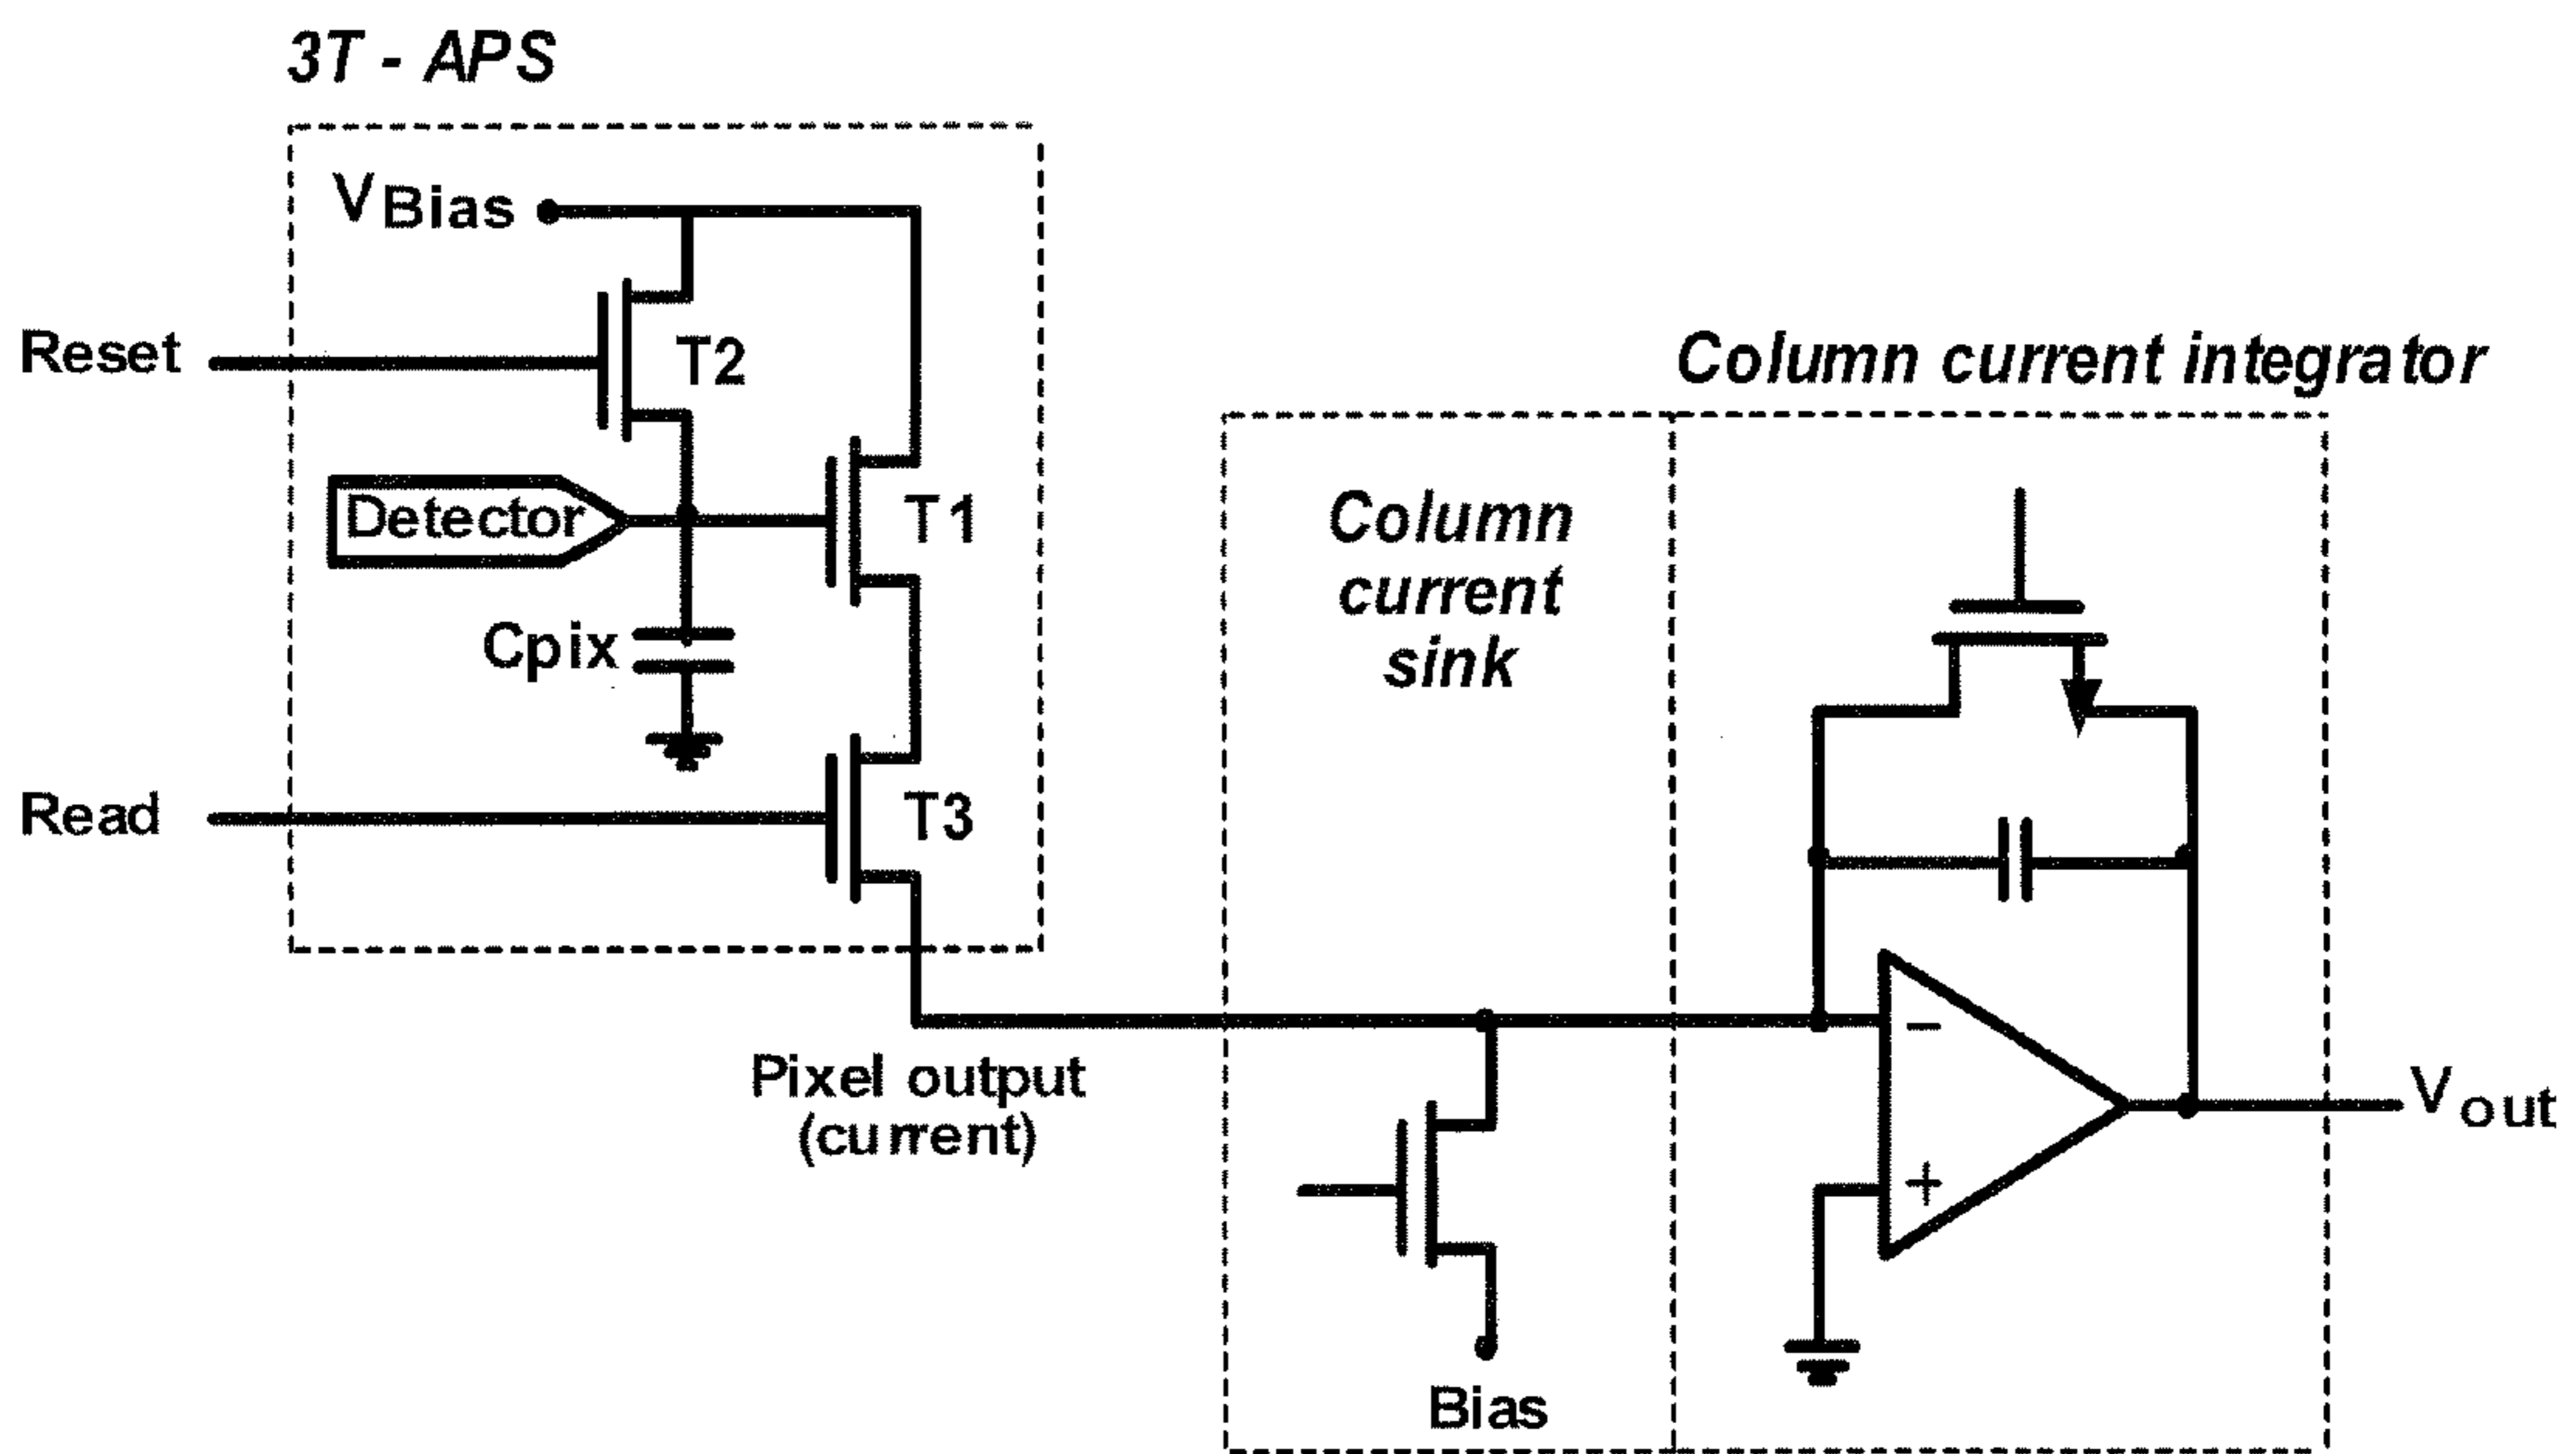 3T - APS
VBias
Reset
T2
Column current integrator
Detector
T1
Column
current
sink
Cpix
Read
T3
Pixel output
(current)
−
+
Vout
Bias